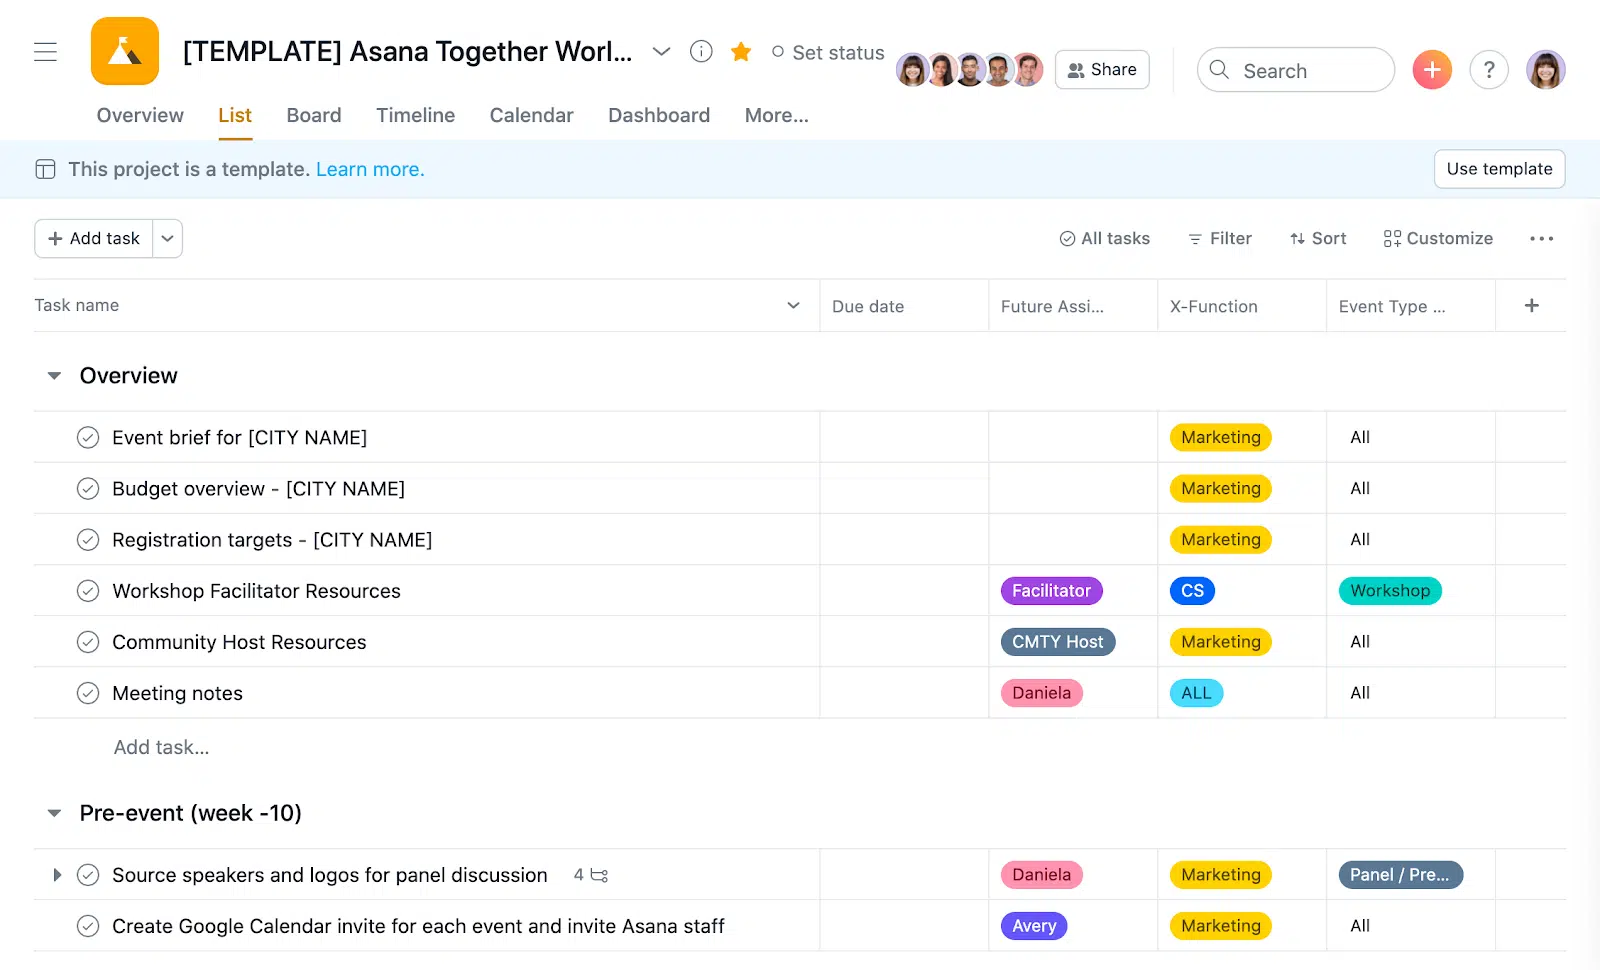 [TEMPLATE] Asana Together Worl...
Set status
Share
Search
?
Overview List Board Timeline Calendar Dashboard More...
This project is a template. Learn more.
Use template
+ Add task
All tasks
Filter
Sort
Customize
Task name Due date Future Assi... X-Function Event Type ... +
Overview
Event brief for [CITY NAME] Marketing All
Budget overview - [CITY NAME] Marketing All
Registration targets - [CITY NAME] Marketing All
Workshop Facilitator Resources Facilitator CS Workshop
Community Host Resources CMTY Host Marketing All
Meeting notes Daniela ALL All
Add task...
Pre-event (week -10)
Source speakers and logos for panel discussion 4 Daniela Marketing Panel / Pre...
Create Google Calendar invite for each event and invite Asana staff Avery Marketing All